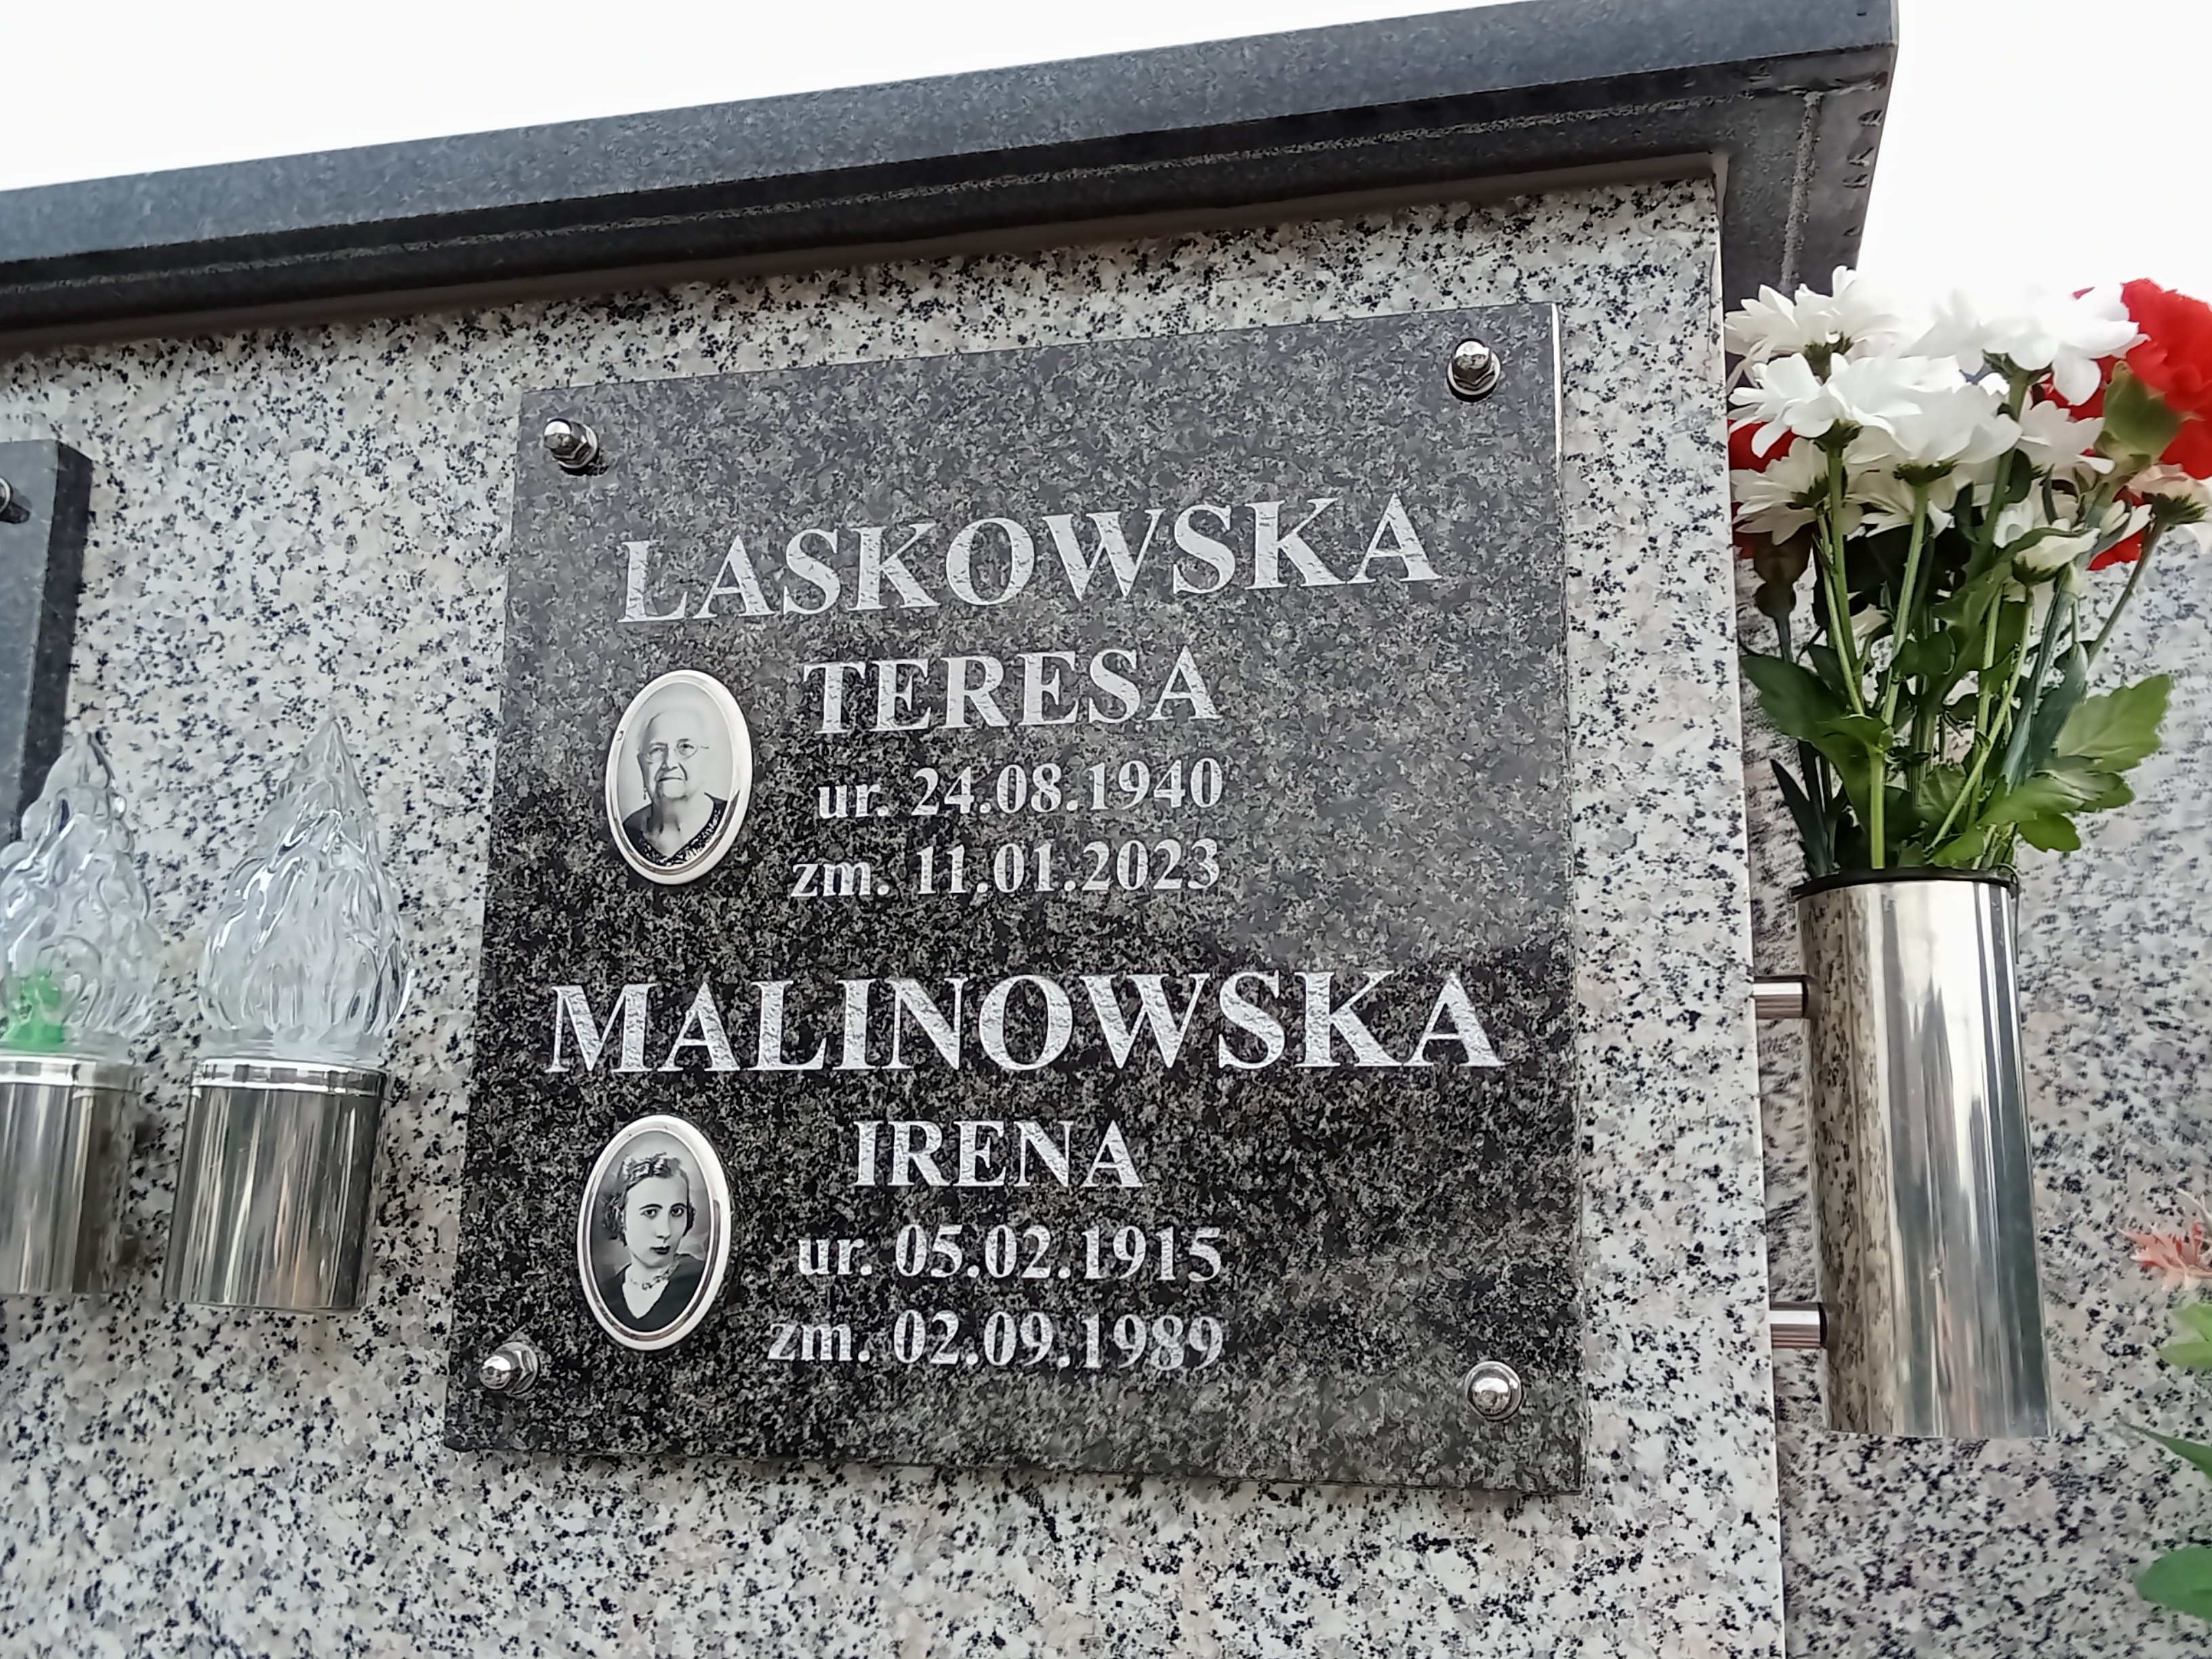 LASKOWSKA
TERESA
ur. 24.08.1940
zm. 11.01.2023
MALINOWSKA
IRENA
ur. 05.02.1915
zm. 02.09.1989